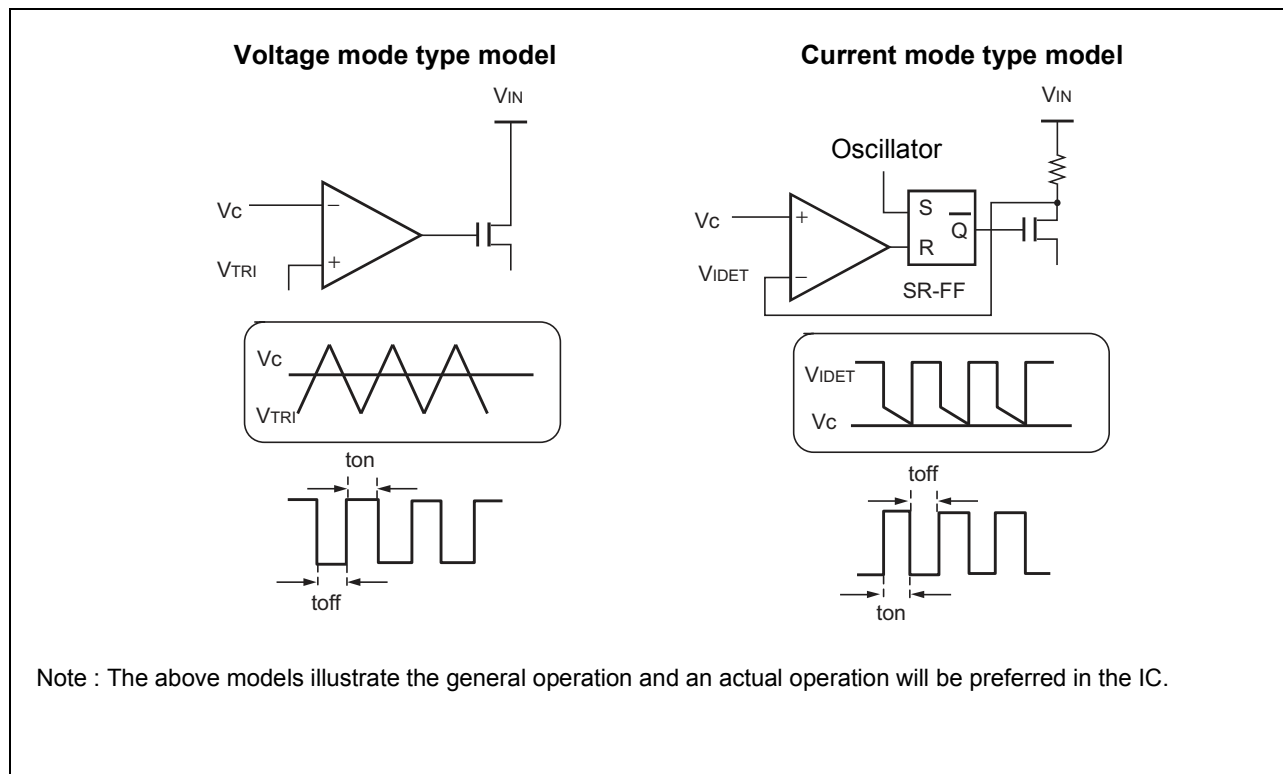 Voltage mode type model
VIN
Vc
−
+
VTRI
Vc
VTRI
ton
toff
Current mode type model
VIN
Oscillator
Vc
+
−
VIDET
S
R
Q̅
SR-FF
VIDET
Vc
toff
ton
Note : The above models illustrate the general operation and an actual operation will be preferred in the IC.